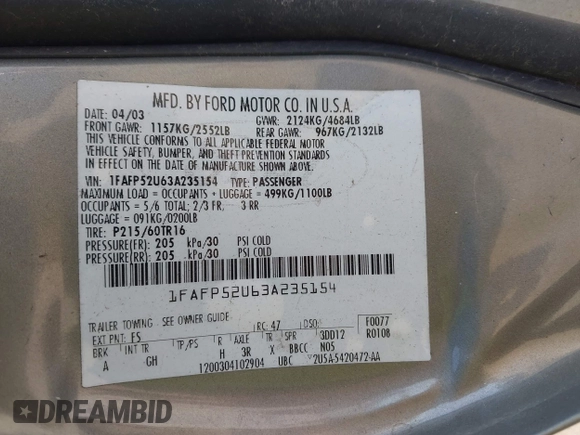 MFD. BY FORD MOTOR CO. IN U.S.A.
DATE: 04/03 GVWR: 2124KG/4684LB
FRONT GAWR: 1157KG/2552LB REAR GAWR: 967KG/2132LB
THIS VEHICLE CONFORMS TO ALL APPLICABLE FEDERAL MOTOR
VEHICLE SAFETY, BUMPER, AND THEFT PREVENTION STANDARDS
IN EFFECT ON THE DATE OF MANUFACTURE SHOWN ABOVE.
VIN: 1FAFP52U63A235154 TYPE: PASSENGER
MAXIMUM LOAD = OCCUPANTS + LUGGAGE = 499KG/1100LB
OCCUPANTS = 5/6 TOTAL; 2/3 FR, 3 RR
LUGGAGE = 091KG/0200LB
TIRE: P215/60TR16
PRESSURE(FR): 205 kPa/30 PSI COLD
PRESSURE(RR): 205 kPa/30 PSI COLD
1FAFP52U63A235154
TRAILER TOWING - SEE OWNER GUIDE
EXT PNT: FS RC: 47 DSO: F0077
BRK INT TR TP/PS R AXLE TR SPR 3DD12 R0108
A GH H 3R X BBCC N05
1200304102904 UBC 2U5A-5420472-AA
DREAMBID